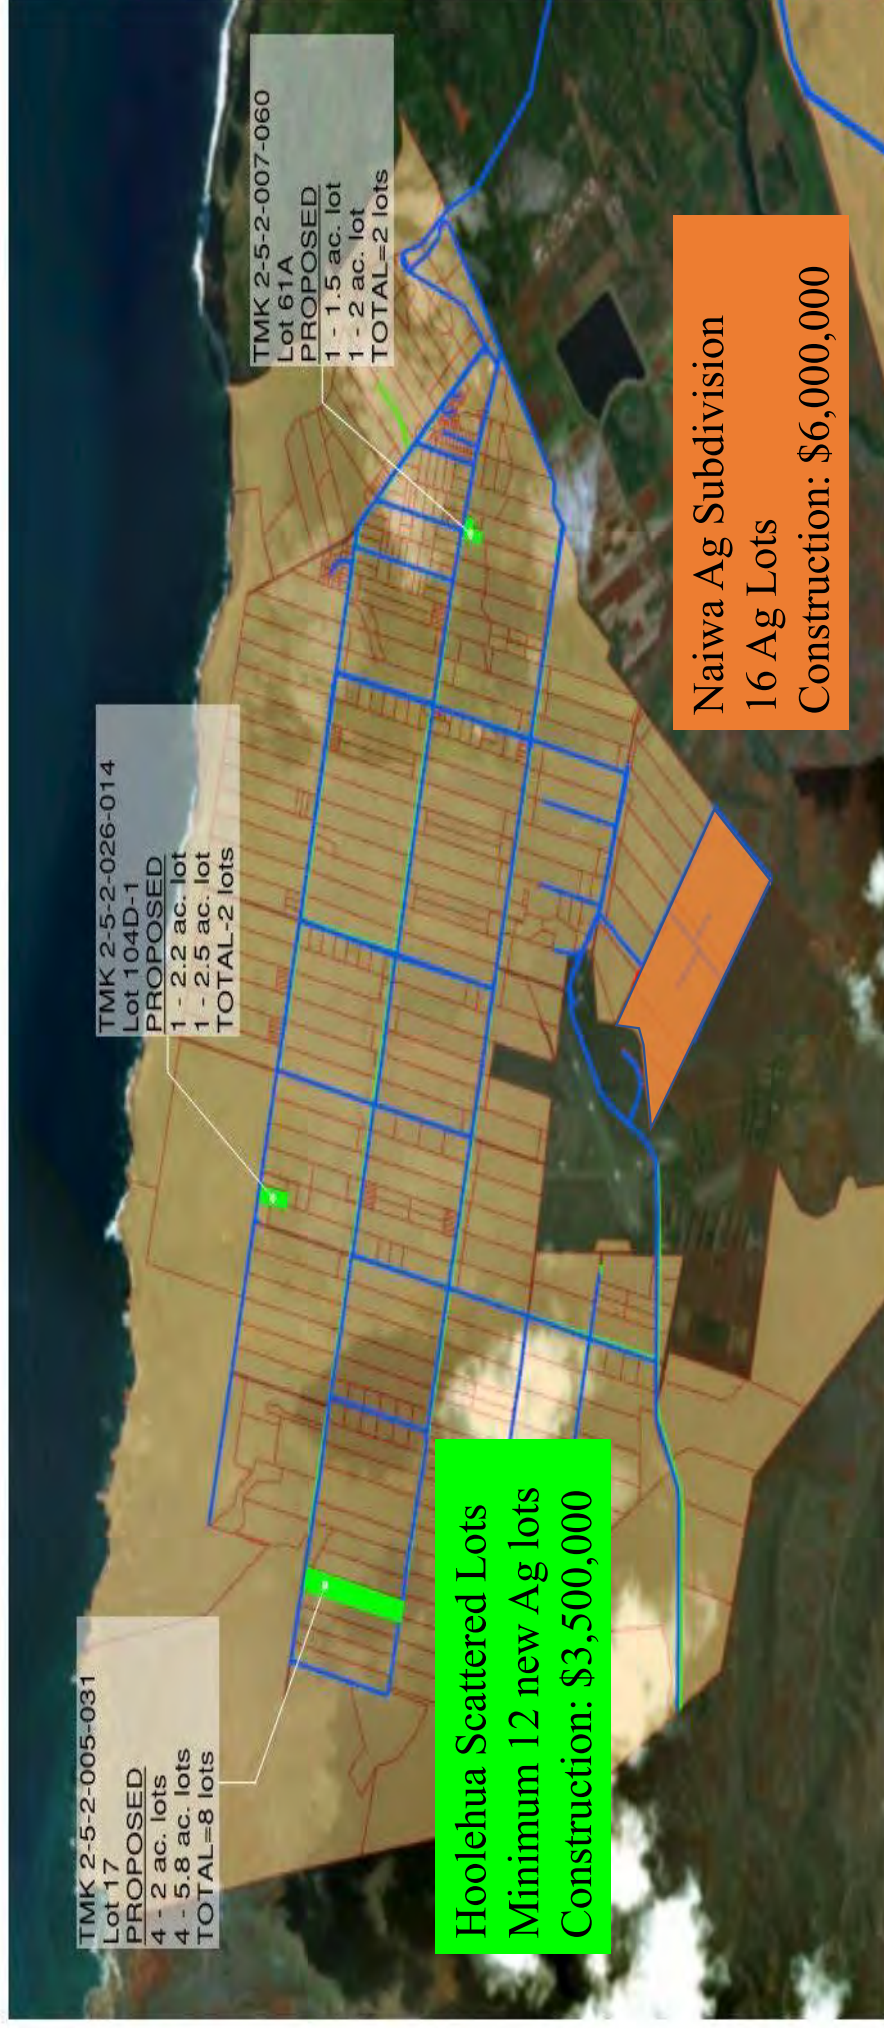 TMK 2-5-2-005-031
Lot 17
PROPOSED
4 - 2 ac. lots
4 - 5.8 ac. lots
TOTAL=8 lots
TMK 2-5-2-026-014
Lot 104D-1
PROPOSED
1 - 2.2 ac. lot
1 - 2.5 ac. lot
TOTAL-2 lots
TMK 2-5-2-007-060
Lot 61A
PROPOSED
1 - 1.5 ac. lot
1 - 2 ac. lot
TOTAL=2 lots
Hoolehua Scattered Lots
Minimum 12 new Ag lots
Construction: $3,500,000
Naiwa Ag Subdivision
16 Ag Lots
Construction: $6,000,000